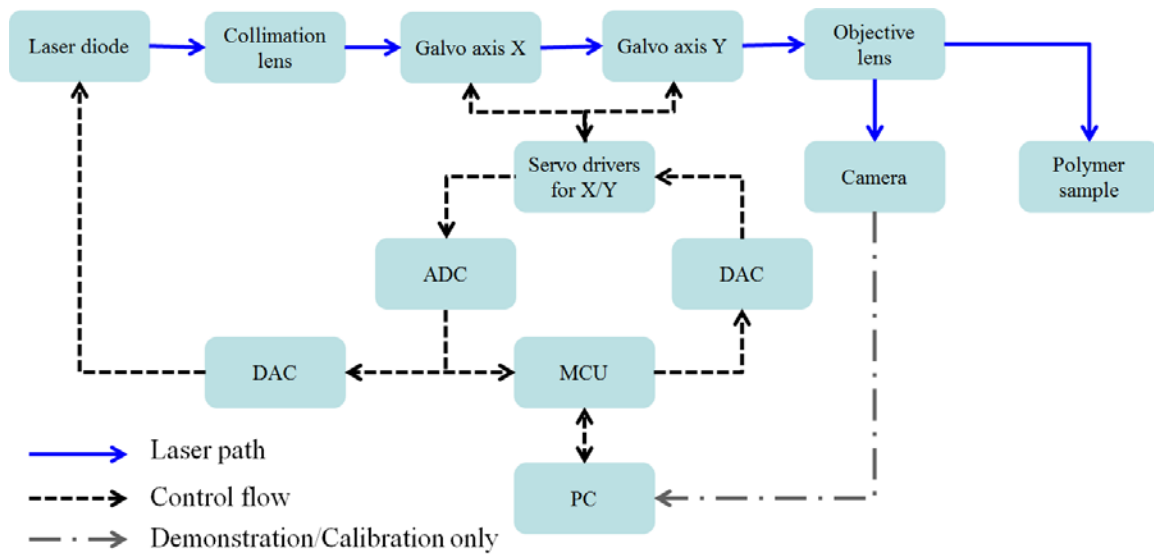 Laser diode
Collimation
lens
Galvo axis X
Galvo axis Y
Objective
lens
Servo drivers
for X/Y
Camera
Polymer
sample
ADC
DAC
DAC
MCU
PC
Laser path
Control flow
Demonstration/Calibration only